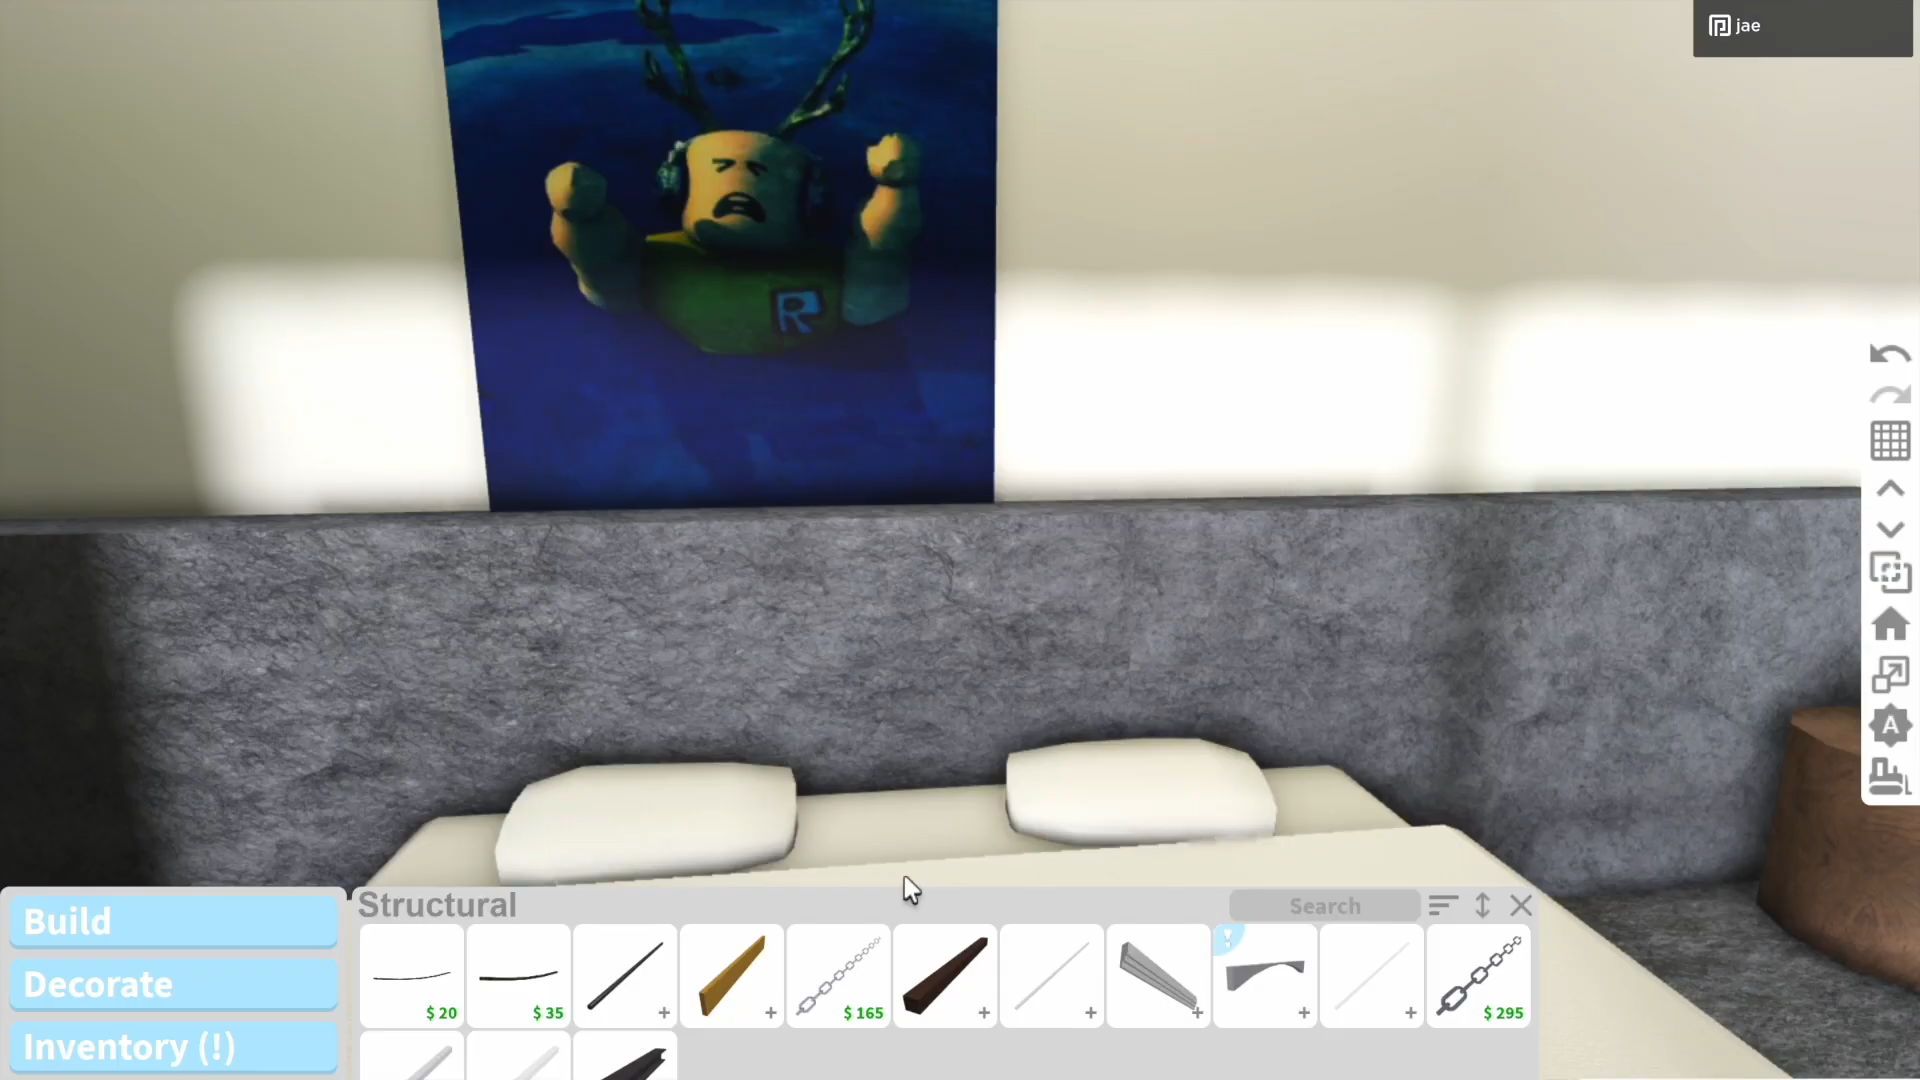 jae
R
A
Build
Decorate
Inventory (!)
Structural
Search
$ 20
$ 35
+
+
$ 165
+
+
+
+
+
$ 295